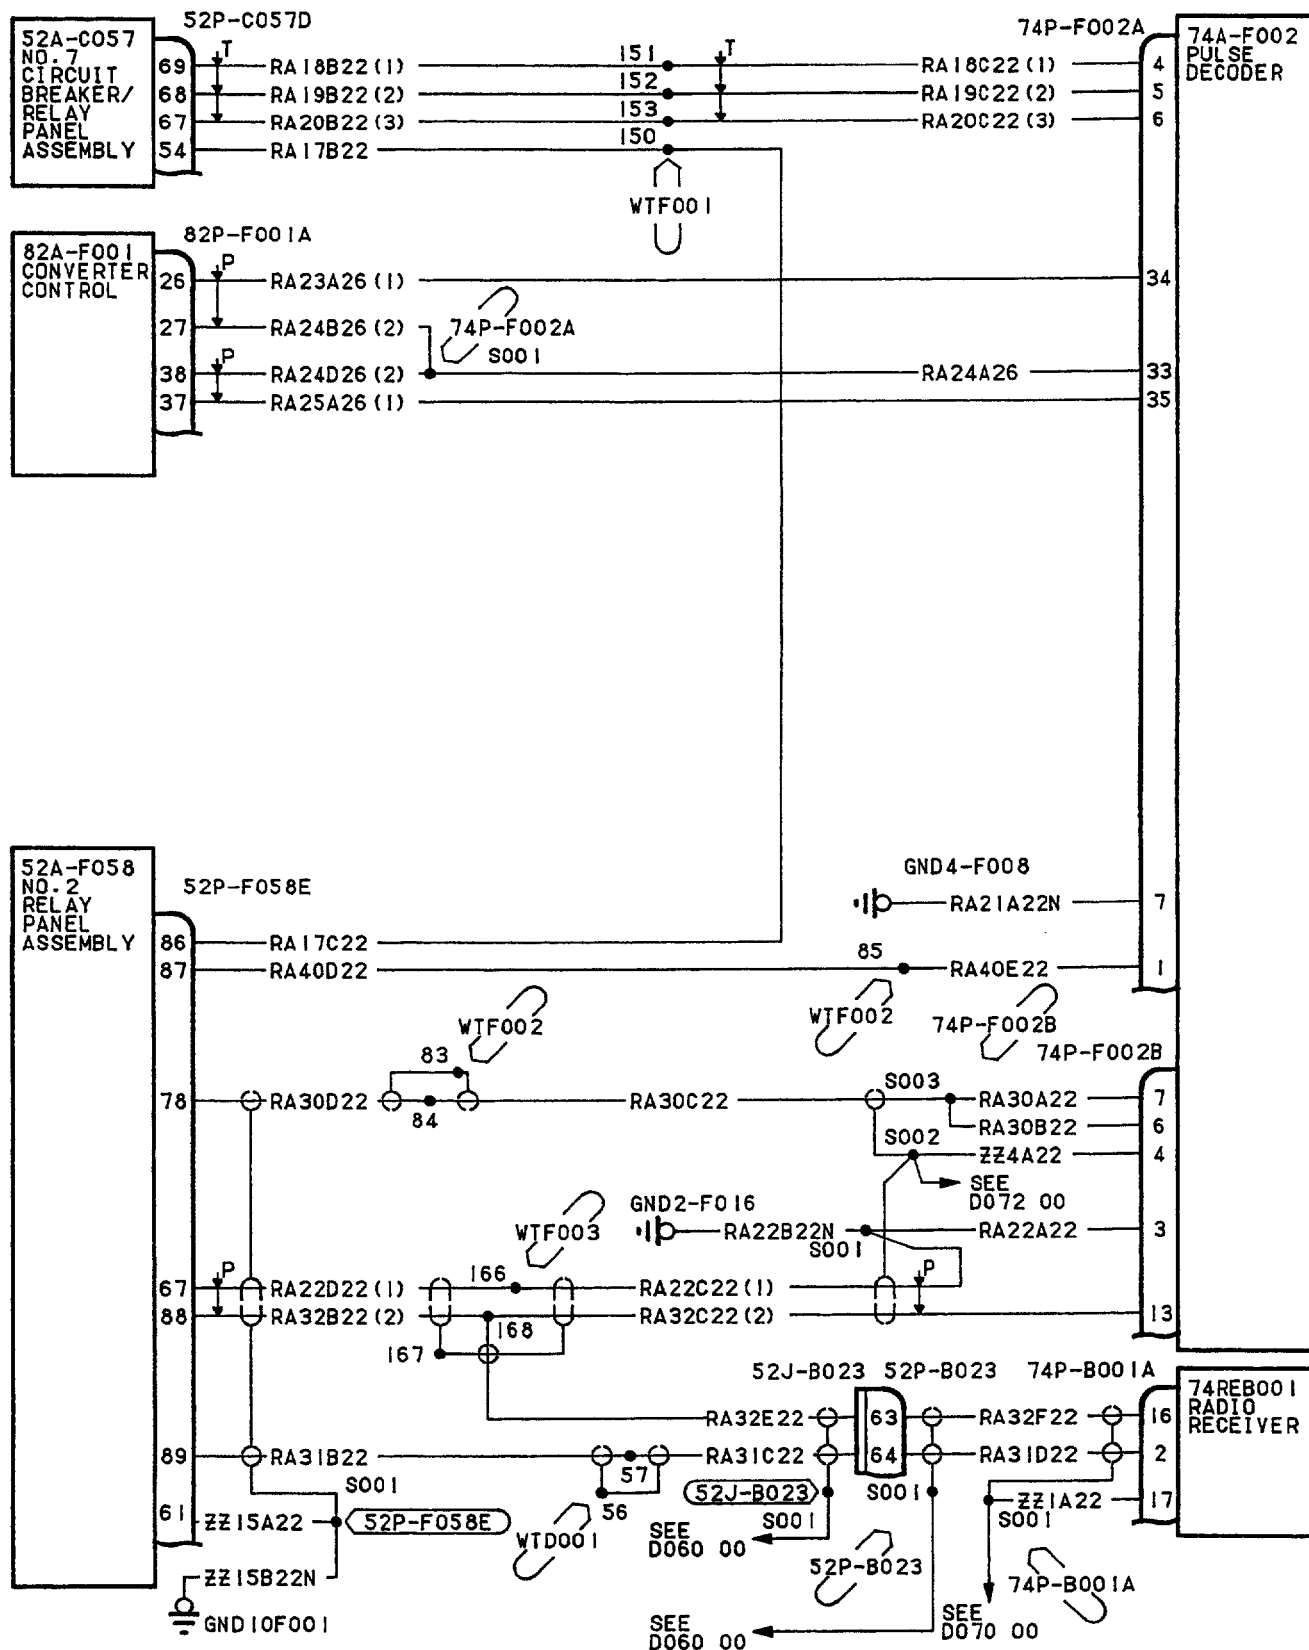 52P-C057D
74P-F002A
52A-C057
NO.7
CIRCUIT
BREAKER/
RELAY
PANEL
ASSEMBLY
74A-F002
PULSE
DECODER
T
T
69 RA18B22(1) 151 RA18C22(1) 4
68 RA19B22(2) 152 RA19C22(2) 5
67 RA20B22(3) 153 RA20C22(3) 6
54 RA17B22 150
WTF001
82P-F001A
82A-F001
CONVERTER
CONTROL
P
26 RA23A26(1) 34
27 RA24B26(2)
74P-F002A
S001
P
38 RA24D26(2) RA24A26 33
37 RA25A26(1) 35
52A-F058
NO.2
RELAY
PANEL
ASSEMBLY
52P-F058E
GND4-F008
RA21A22N 7
86 RA17C22
87 RA40D22 85 RA40E22 1
WTF002
WTF002
74P-F002B
74P-F002B
83
78 RA30D22 84 RA30C22 S003 RA30A22 7
RA30B22 6
S002
ZZ4A22 4
SEE
D072 00
GND2-F016
WTF003
RA22B22N S001 RA22A22 3
P
P
67 RA22D22(1) 166 RA22C22(1)
88 RA32B22(2) 168 RA32C22(2) 13
167
52J-B023 52P-B023 74P-B001A
74REB001
RADIO
RECEIVER
RA32E22 63 RA32F22 16
89 RA31B22 57 RA31C22 64 RA31D22 2
S001
56
52J-B023
S001
ZZ1A22 17
S001
61 ZZ15A22 52P-F058E
S001
WTD001
SEE
D060 00
52P-B023
74P-B001A
ZZ15B22N
GND10F001
SEE
D060 00
SEE
D070 00